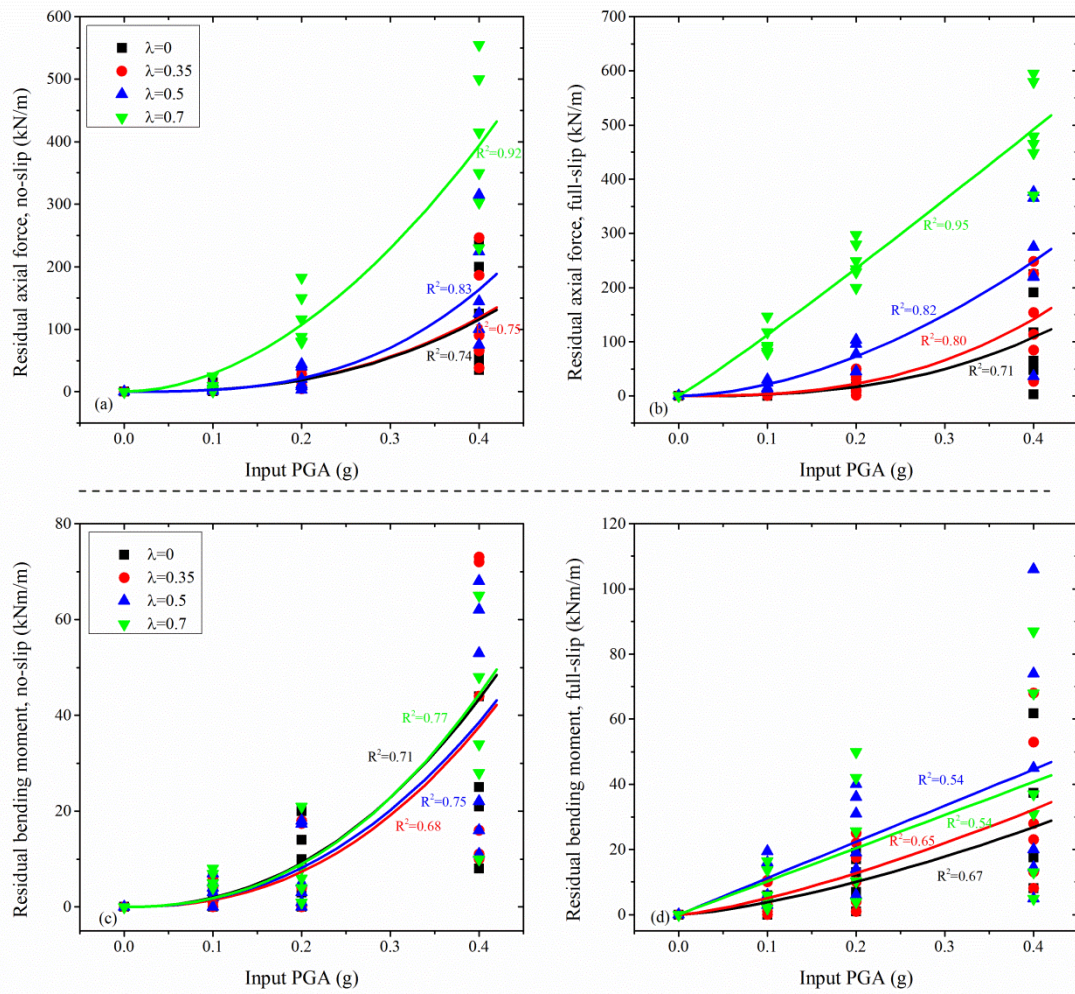 600
500
400
300
200
100
0
Residual axial force, no-slip (kN/m)
λ=0
λ=0.35
λ=0.5
λ=0.7
R²=0.92
R²=0.83
R²=0.75
R²=0.74
(a)
0.0 0.1 0.2 0.3 0.4
Input PGA (g)
700
600
500
400
300
200
100
0
Residual axial force, full-slip (kN/m)
R²=0.95
R²=0.82
R²=0.80
R²=0.71
(b)
0.0 0.1 0.2 0.3 0.4
Input PGA (g)
80
60
40
20
0
Residual bending moment, no-slip (kNm/m)
λ=0
λ=0.35
λ=0.5
λ=0.7
R²=0.77
R²=0.71
R²=0.75
R²=0.68
(c)
0.0 0.1 0.2 0.3 0.4
Input PGA (g)
120
100
80
60
40
20
0
Residual bending moment, full-slip (kNm/m)
R²=0.54
R²=0.54
R²=0.65
R²=0.67
(d)
0.0 0.1 0.2 0.3 0.4
Input PGA (g)